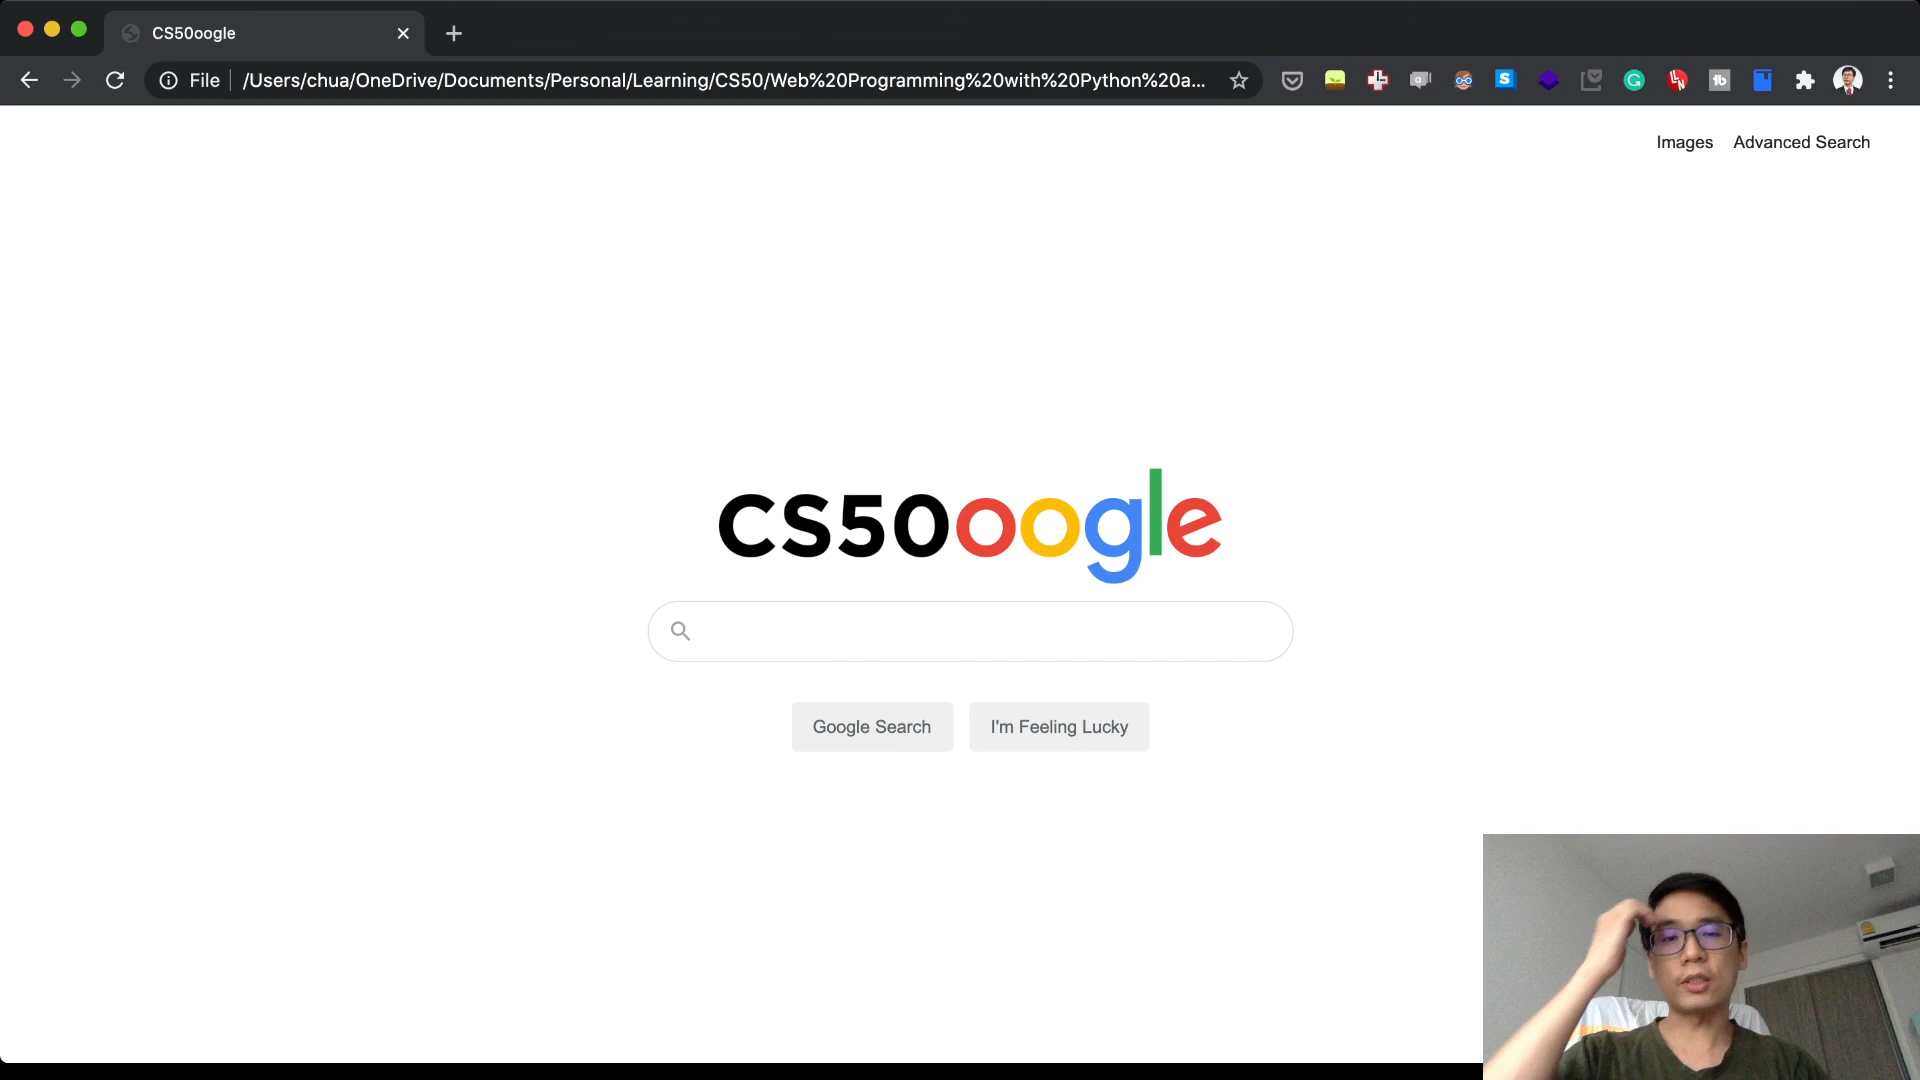 CS50oogle
File /Users/chua/OneDrive/Documents/Personal/Learning/CS50/Web%20Programming%20with%20Python%20a...
Images Advanced Search
CS50oogle
Google Search I'm Feeling Lucky